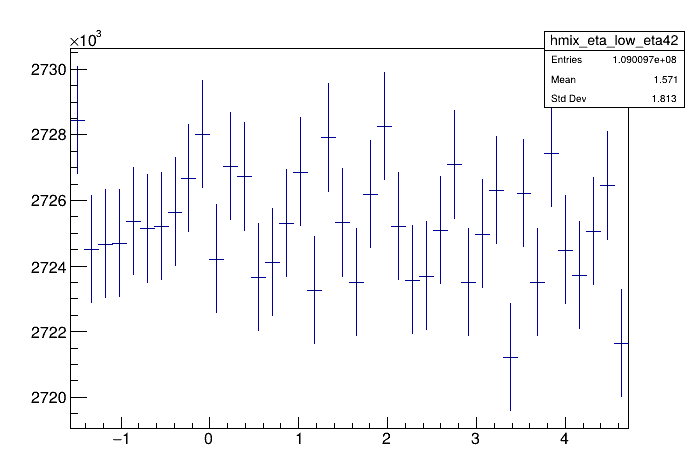 ×10³
hmix_eta_low_eta42
Entries 1.090097e+08
Mean 1.571
Std Dev 1.813
2730
2728
2726
2724
2722
2720
−1 0 1 2 3 4